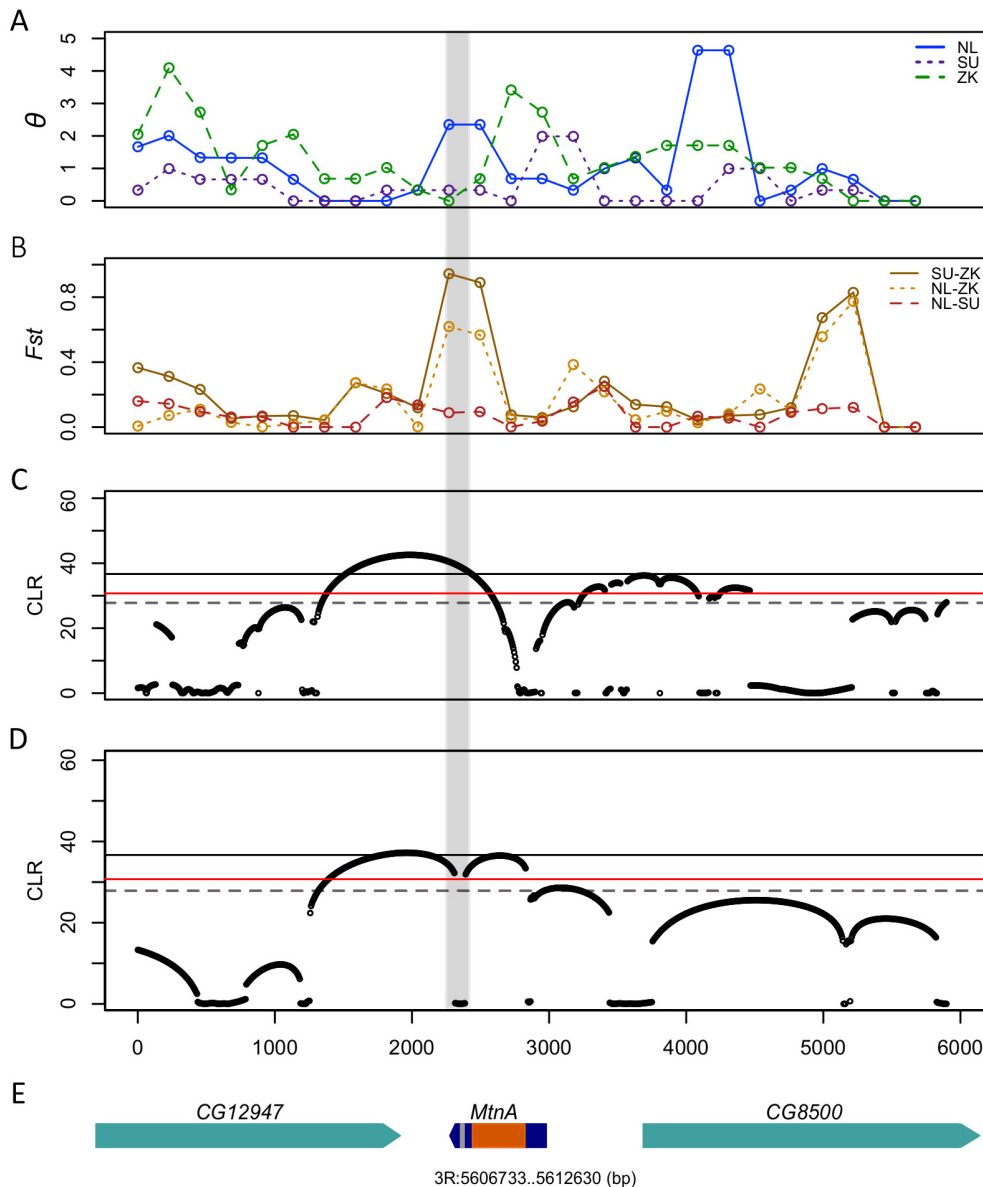 A
θ
0 1 2 3 4 5
NL
SU
ZK
B
Fst
0.0 0.4 0.8
SU-ZK
NL-ZK
NL-SU
C
CLR
0 20 40 60
D
CLR
0 20 40 60
0 1000 2000 3000 4000 5000 6000
E
CG12947 MtnA CG8500
3R:5606733..5612630 (bp)